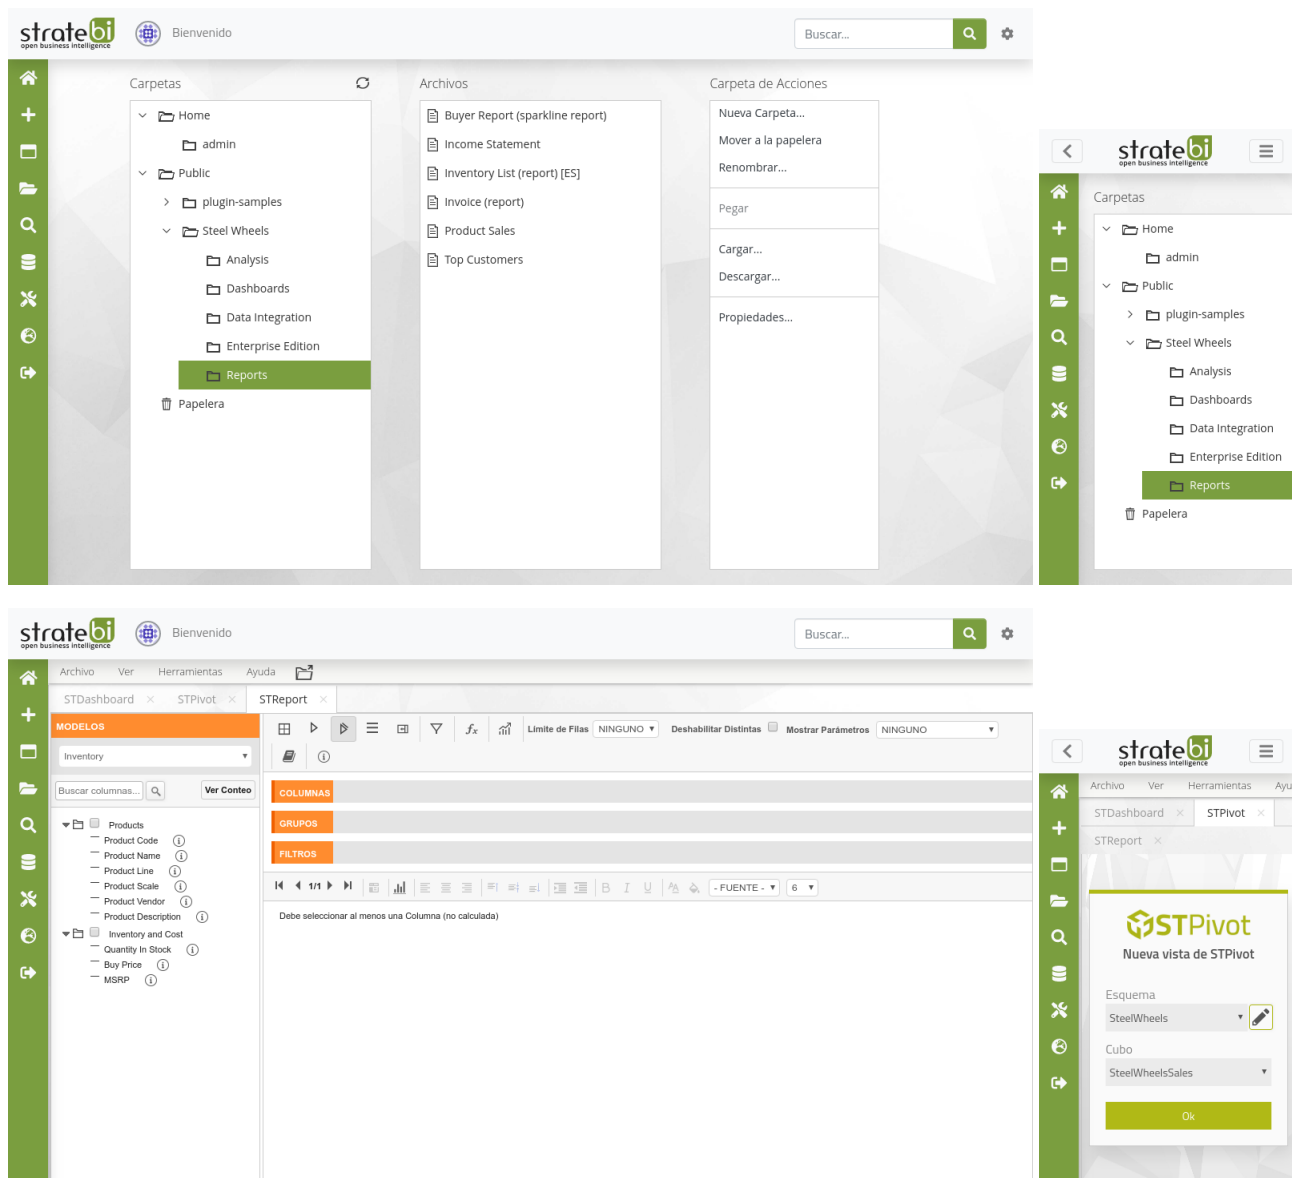 stratebi
open business intelligence
Bienvenido
Buscar...
Carpetas
Home
admin
Public
plugin-samples
Steel Wheels
Analysis
Dashboards
Data Integration
Enterprise Edition
Reports
Papelera
Archivos
Buyer Report (sparkline report)
Income Statement
Inventory List (report) [ES]
Invoice (report)
Product Sales
Top Customers
Carpeta de Acciones
Nueva Carpeta...
Mover a la papelera
Renombrar...
Pegar
Cargar...
Descargar...
Propiedades...
stratebi
open business intelligence
Carpetas
Home
admin
Public
plugin-samples
Steel Wheels
Analysis
Dashboards
Data Integration
Enterprise Edition
Reports
Papelera
stratebi
open business intelligence
Bienvenido
Buscar...
Archivo Ver Herramientas Ayuda
STDashboard × STPivot × STReport ×
MODELOS
Inventory
Buscar columnas... Ver Conteo
Products
Product Code
Product Name
Product Line
Product Scale
Product Vendor
Product Description
Inventory and Cost
Quantity In Stock
Buy Price
MSRP
Límite de Filas NINGUNO Deshabilitar Distintas Mostrar Parámetros NINGUNO
COLUMNAS
GRUPOS
FILTROS
1/1 B I U - FUENTE - 6
Debe seleccionar al menos una Columna (no calculada)
stratebi
open business intelligence
Archivo Ver Herramientas Ayu
STDashboard × STPivot ×
STReport ×
STPivot
Nueva vista de STPivot
Esquema
SteelWheels
Cubo
SteelWheelsSales
Ok